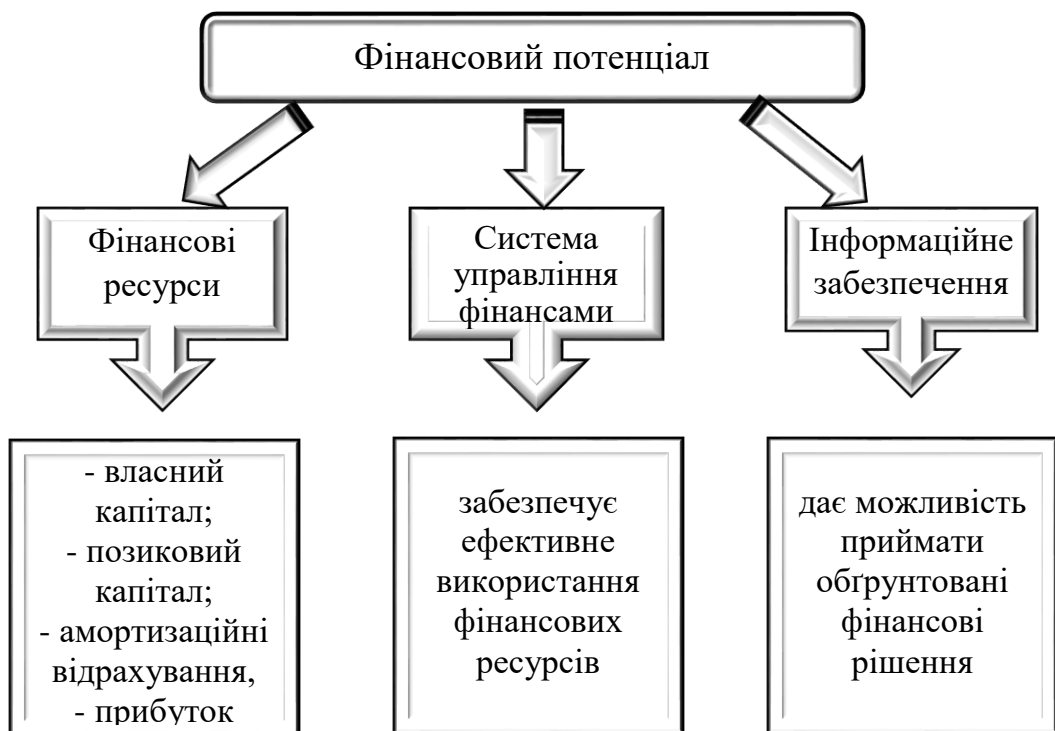 Фінансовий потенціал
Фінансові
ресурси
Система
управління
фінансами
Інформаційне
забезпечення
- власний
капітал;
- позиковий
капітал;
- амортизаційні
відрахування,
- прибуток
забезпечує
ефективне
використання
фінансових
ресурсів
дає можливість
приймати
обґрунтовані
фінансові
рішення